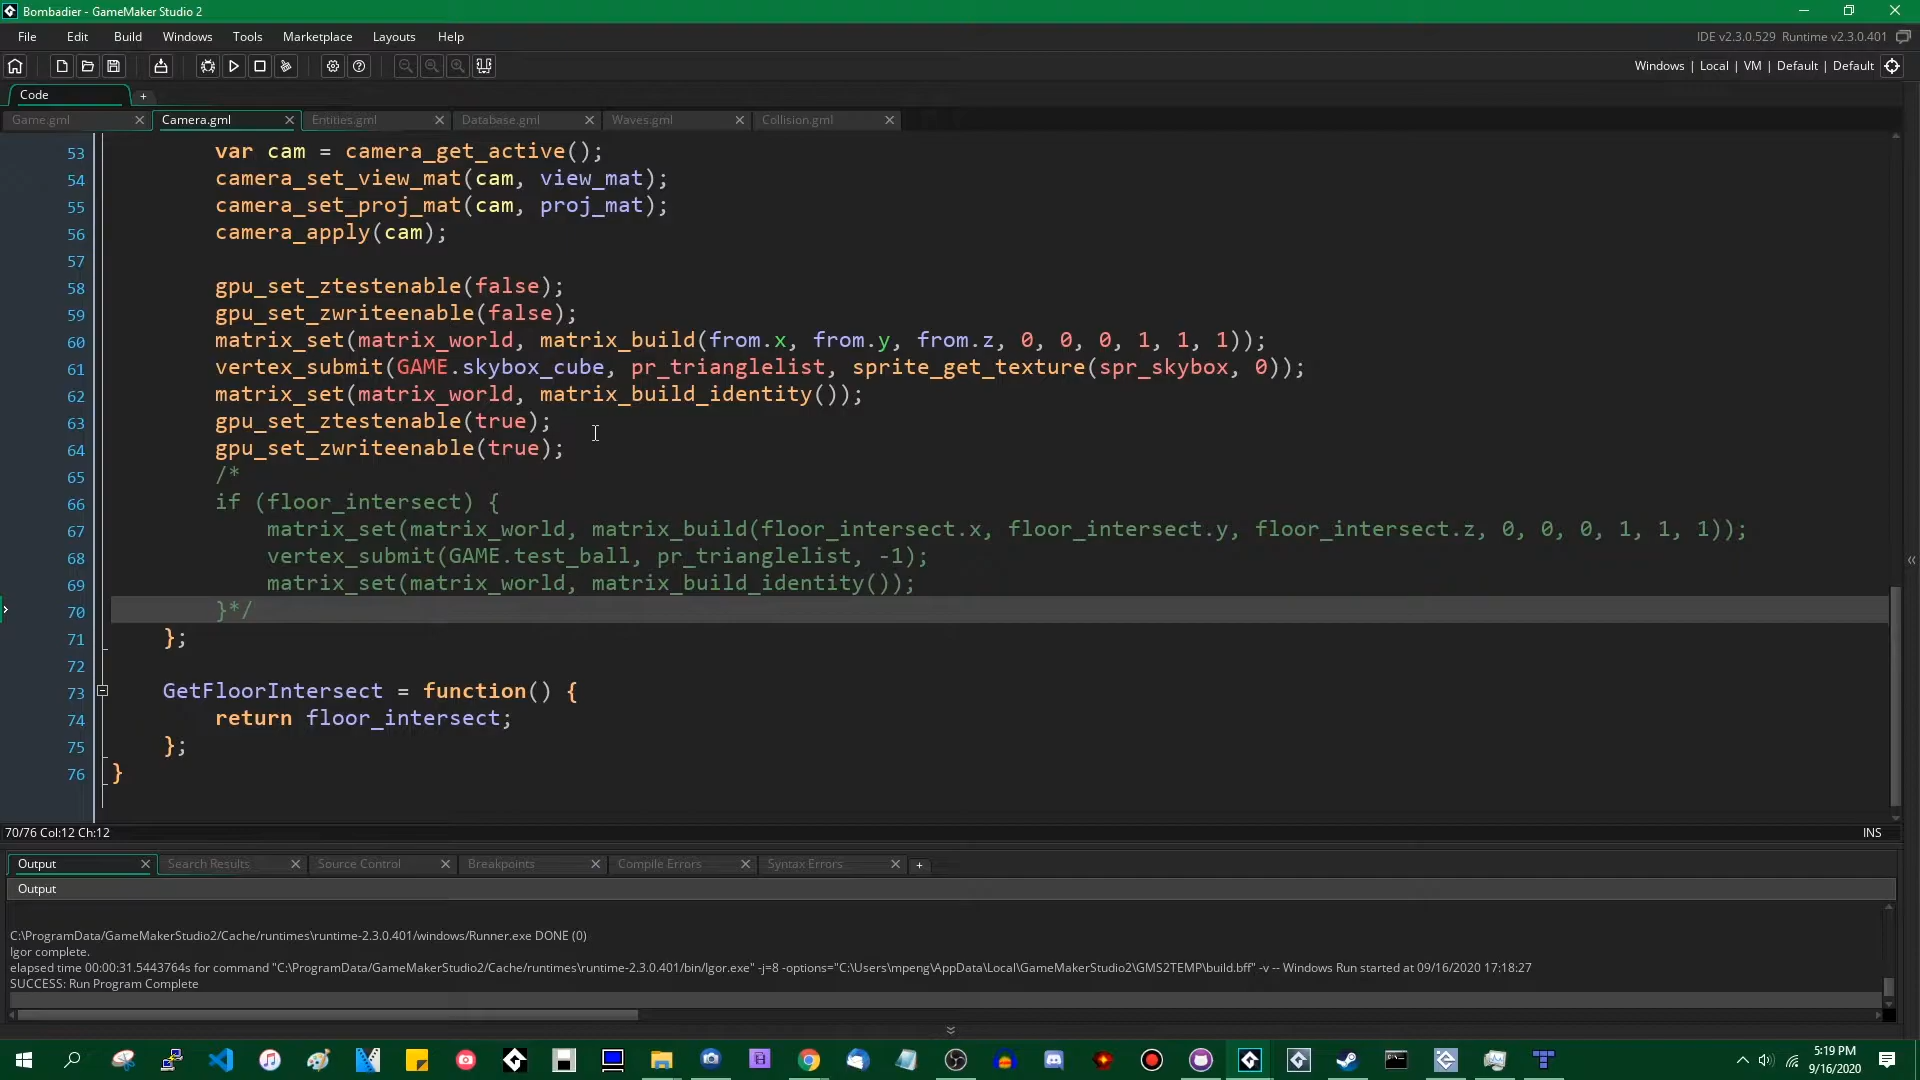 Bombadier - GameMaker Studio 2
File Edit Build Windows Tools Marketplace Layouts Help
IDE v2.3.0.529 Runtime v2.3.0.401
Windows | Local | VM | Default | Default
Code +
Game.gml Camera.gml Entities.gml Database.gml Waves.gml Collision.gml
53 var cam = camera_get_active();
54 camera_set_view_mat(cam, view_mat);
55 camera_set_proj_mat(cam, proj_mat);
56 camera_apply(cam);
57
58 gpu_set_ztestenable(false);
59 gpu_set_zwriteenable(false);
60 matrix_set(matrix_world, matrix_build(from.x, from.y, from.z, 0, 0, 0, 1, 1, 1));
61 vertex_submit(GAME.skybox_cube, pr_trianglelist, sprite_get_texture(spr_skybox, 0));
62 matrix_set(matrix_world, matrix_build_identity());
63 gpu_set_ztestenable(true);
64 gpu_set_zwriteenable(true);
65 /*
66 if (floor_intersect) {
67 matrix_set(matrix_world, matrix_build(floor_intersect.x, floor_intersect.y, floor_intersect.z, 0, 0, 0, 1, 1, 1));
68 vertex_submit(GAME.test_ball, pr_trianglelist, -1);
69 matrix_set(matrix_world, matrix_build_identity());
70 }*/
71 };
72
73 GetFloorIntersect = function() {
74 return floor_intersect;
75 };
76 }
70/76 Col:12 Ch:12 INS
Output Search Results Source Control Breakpoints Compile Errors Syntax Errors +
Output
C:\ProgramData/GameMakerStudio2/Cache/runtimes\runtime-2.3.0.401/windows/Runner.exe DONE (0)
Igor complete.
elapsed time 00:00:31.5443764s for command "C:\ProgramData/GameMakerStudio2/Cache/runtimes\runtime-2.3.0.401/bin/Igor.exe" -j=8 -options="C:\Users\mpeng\AppData\Local\GameMakerStudio2\GMS2TEMP\build.bff" -v -- Windows Run started at 09/16/2020 17:18:27
SUCCESS: Run Program Complete
5:19 PM
9/16/2020